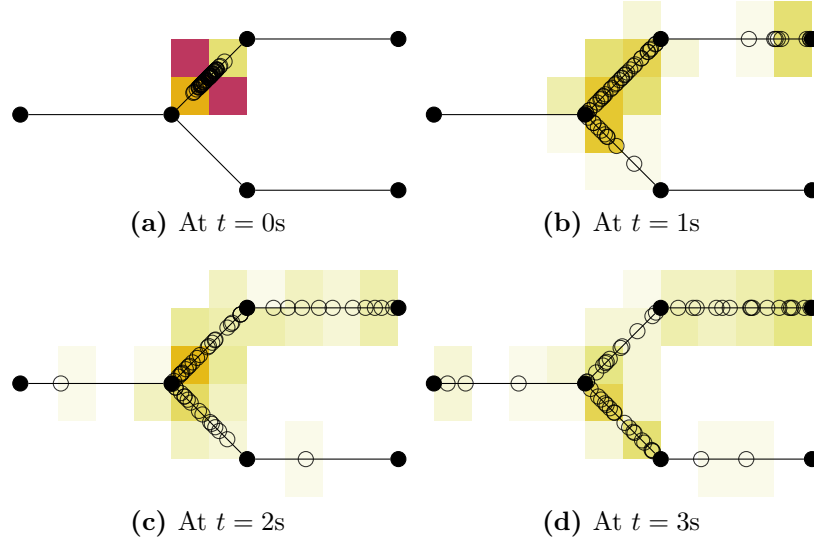 (a) At t = 0s
(b) At t = 1s
(c) At t = 2s
(d) At t = 3s